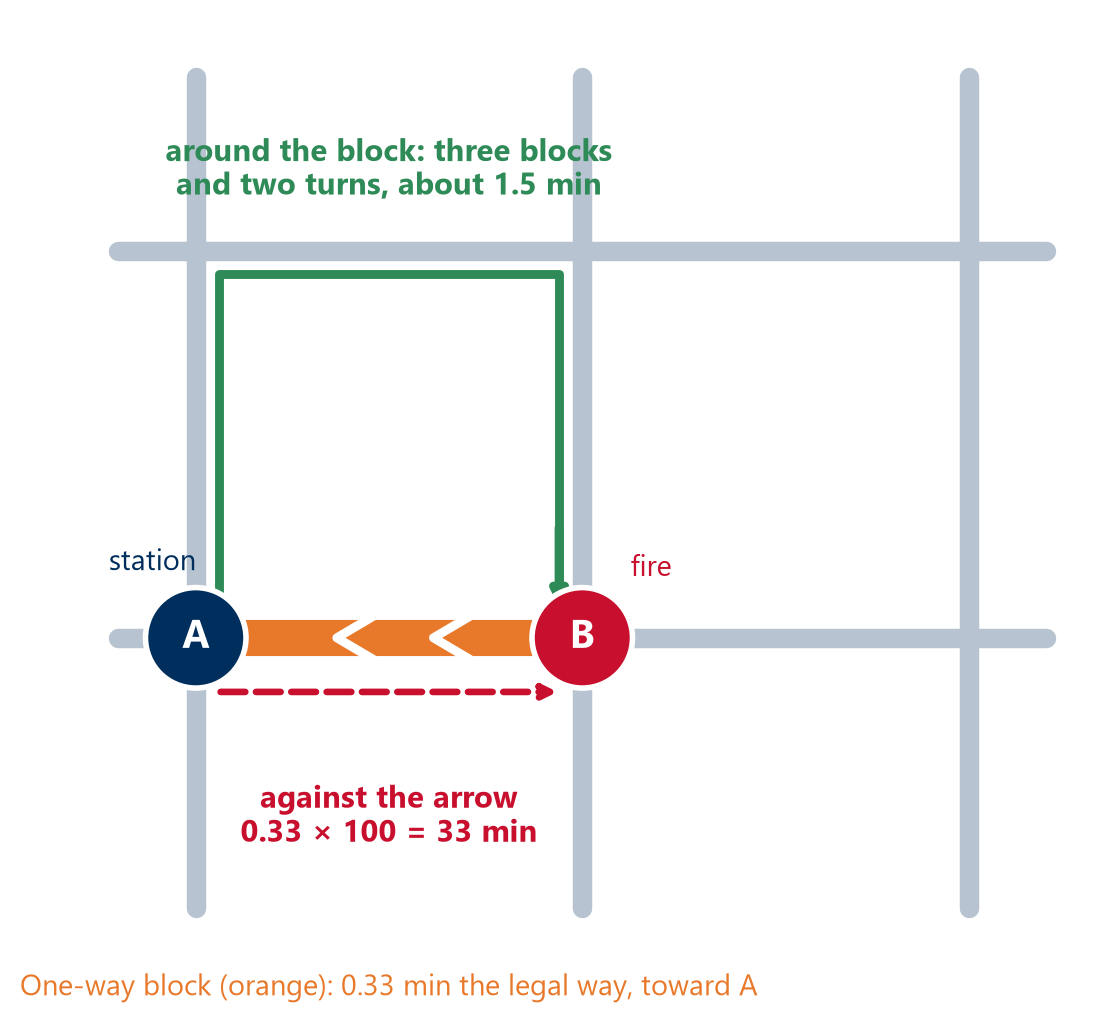 around the block: three blocks
and two turns, about 1.5 min
station
fire
A
B
against the arrow
0.33 × 100 = 33 min
One-way block (orange): 0.33 min the legal way, toward A